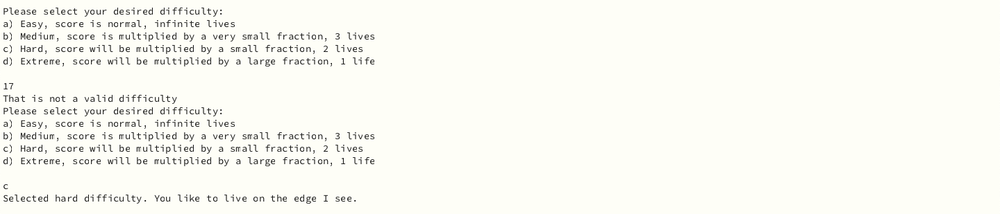 Please select your desired difficulty:
a) Easy, score is normal, infinite lives
b) Medium, score is multiplied by a very small fraction, 3 lives
c) Hard, score will be multiplied by a small fraction, 2 lives
d) Extreme, score will be multiplied by a large fraction, 1 life
17
That is not a valid difficulty
Please select your desired difficulty:
a) Easy, score is normal, infinite lives
b) Medium, score is multiplied by a very small fraction, 3 lives
c) Hard, score will be multiplied by a small fraction, 2 lives
d) Extreme, score will be multiplied by a large fraction, 1 life
c
Selected hard difficulty. You like to live on the edge I see.